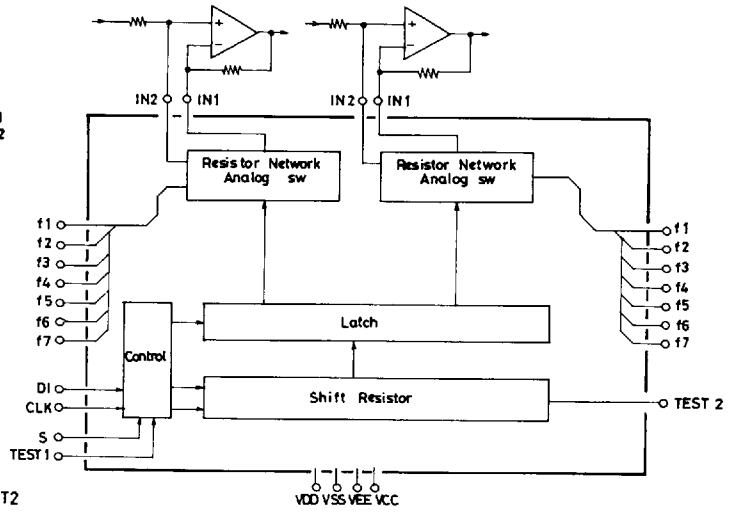 +
-
+
-
IN2 IN1
IN2 IN1
2
Resistor Network
Analog sw
Resistor Network
Analog sw
f1
f2
f3
f4
f5
f6
f7
f1
f2
f3
f4
f5
f6
f7
Latch
Control
Shift Resistor
DI
CLK
S
TEST1
TEST 2
VDD VSS VEE VCC
T2